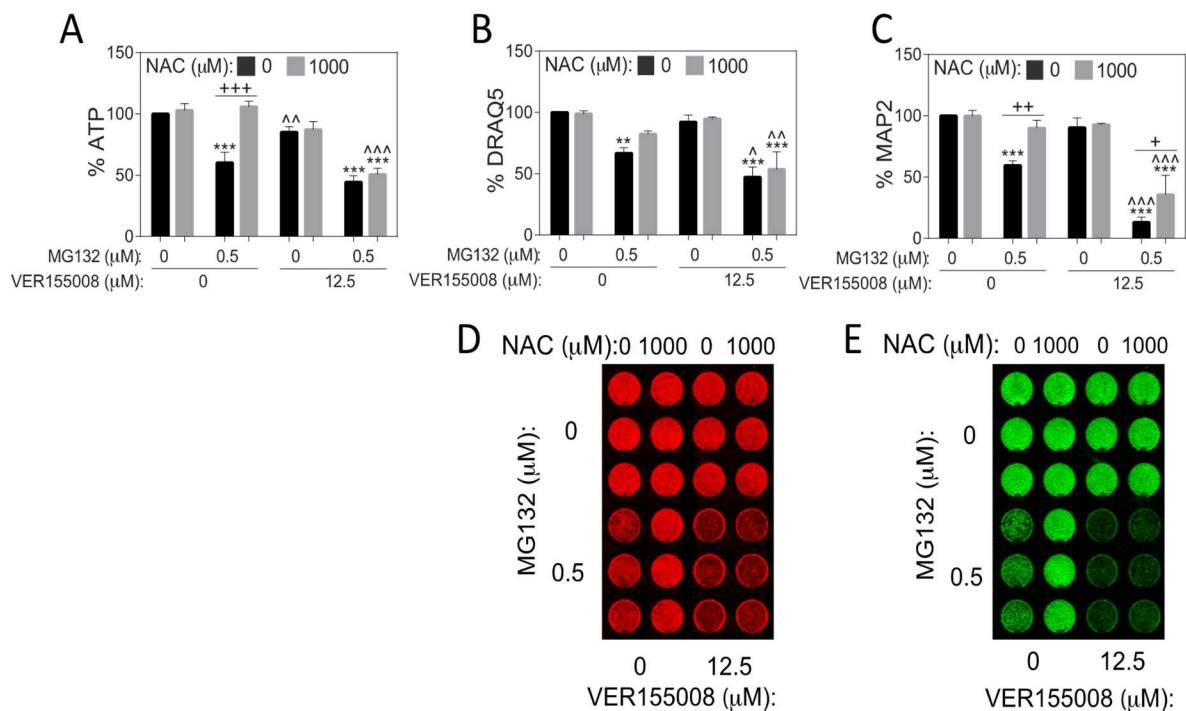 A
150
NAC (μM): 0 1000
+++
100
^^
***
^^^
*** ***
50
0
% ATP
MG132 (μM) 0 0.5 0 0.5
VER155008 (μM): 0 12.5
B
150
NAC (μM): 0 1000
100
**
^ ^^
*** ***
50
0
% DRAQ5
MG132 (μM) 0 0.5 0 0.5
VER155008 (μM): 0 12.5
C
150
NAC (μM): 0 1000
++
100
***
+
^^^
***
^^^
***
50
0
% MAP2
MG132 (μM) 0 0.5 0 0.5
VER155008 (μM): 0 12.5
D
NAC (μM):0 1000 0 1000
MG132 (μM):
0
0.5
0 12.5
VER155008 (μM):
E
NAC (μM): 0 1000 0 1000
MG132 (μM):
0
0.5
0 12.5
VER155008 (μM):